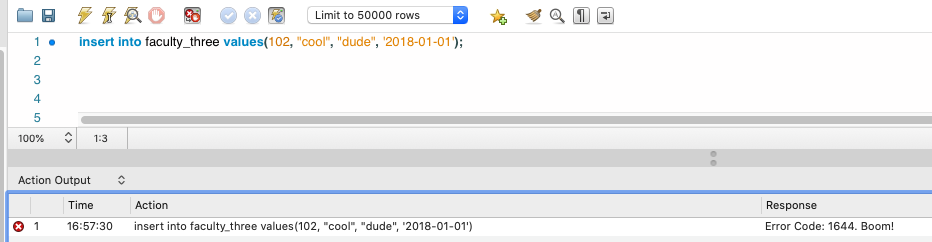 Limit to 50000 rows
1 insert into faculty_three values(102, "cool", "dude", '2018-01-01');
2
3
4
5
100% 1:3
Action Output
Time Action Response
1 16:57:30 insert into faculty_three values(102, "cool", "dude", '2018-01-01') Error Code: 1644. Boom!